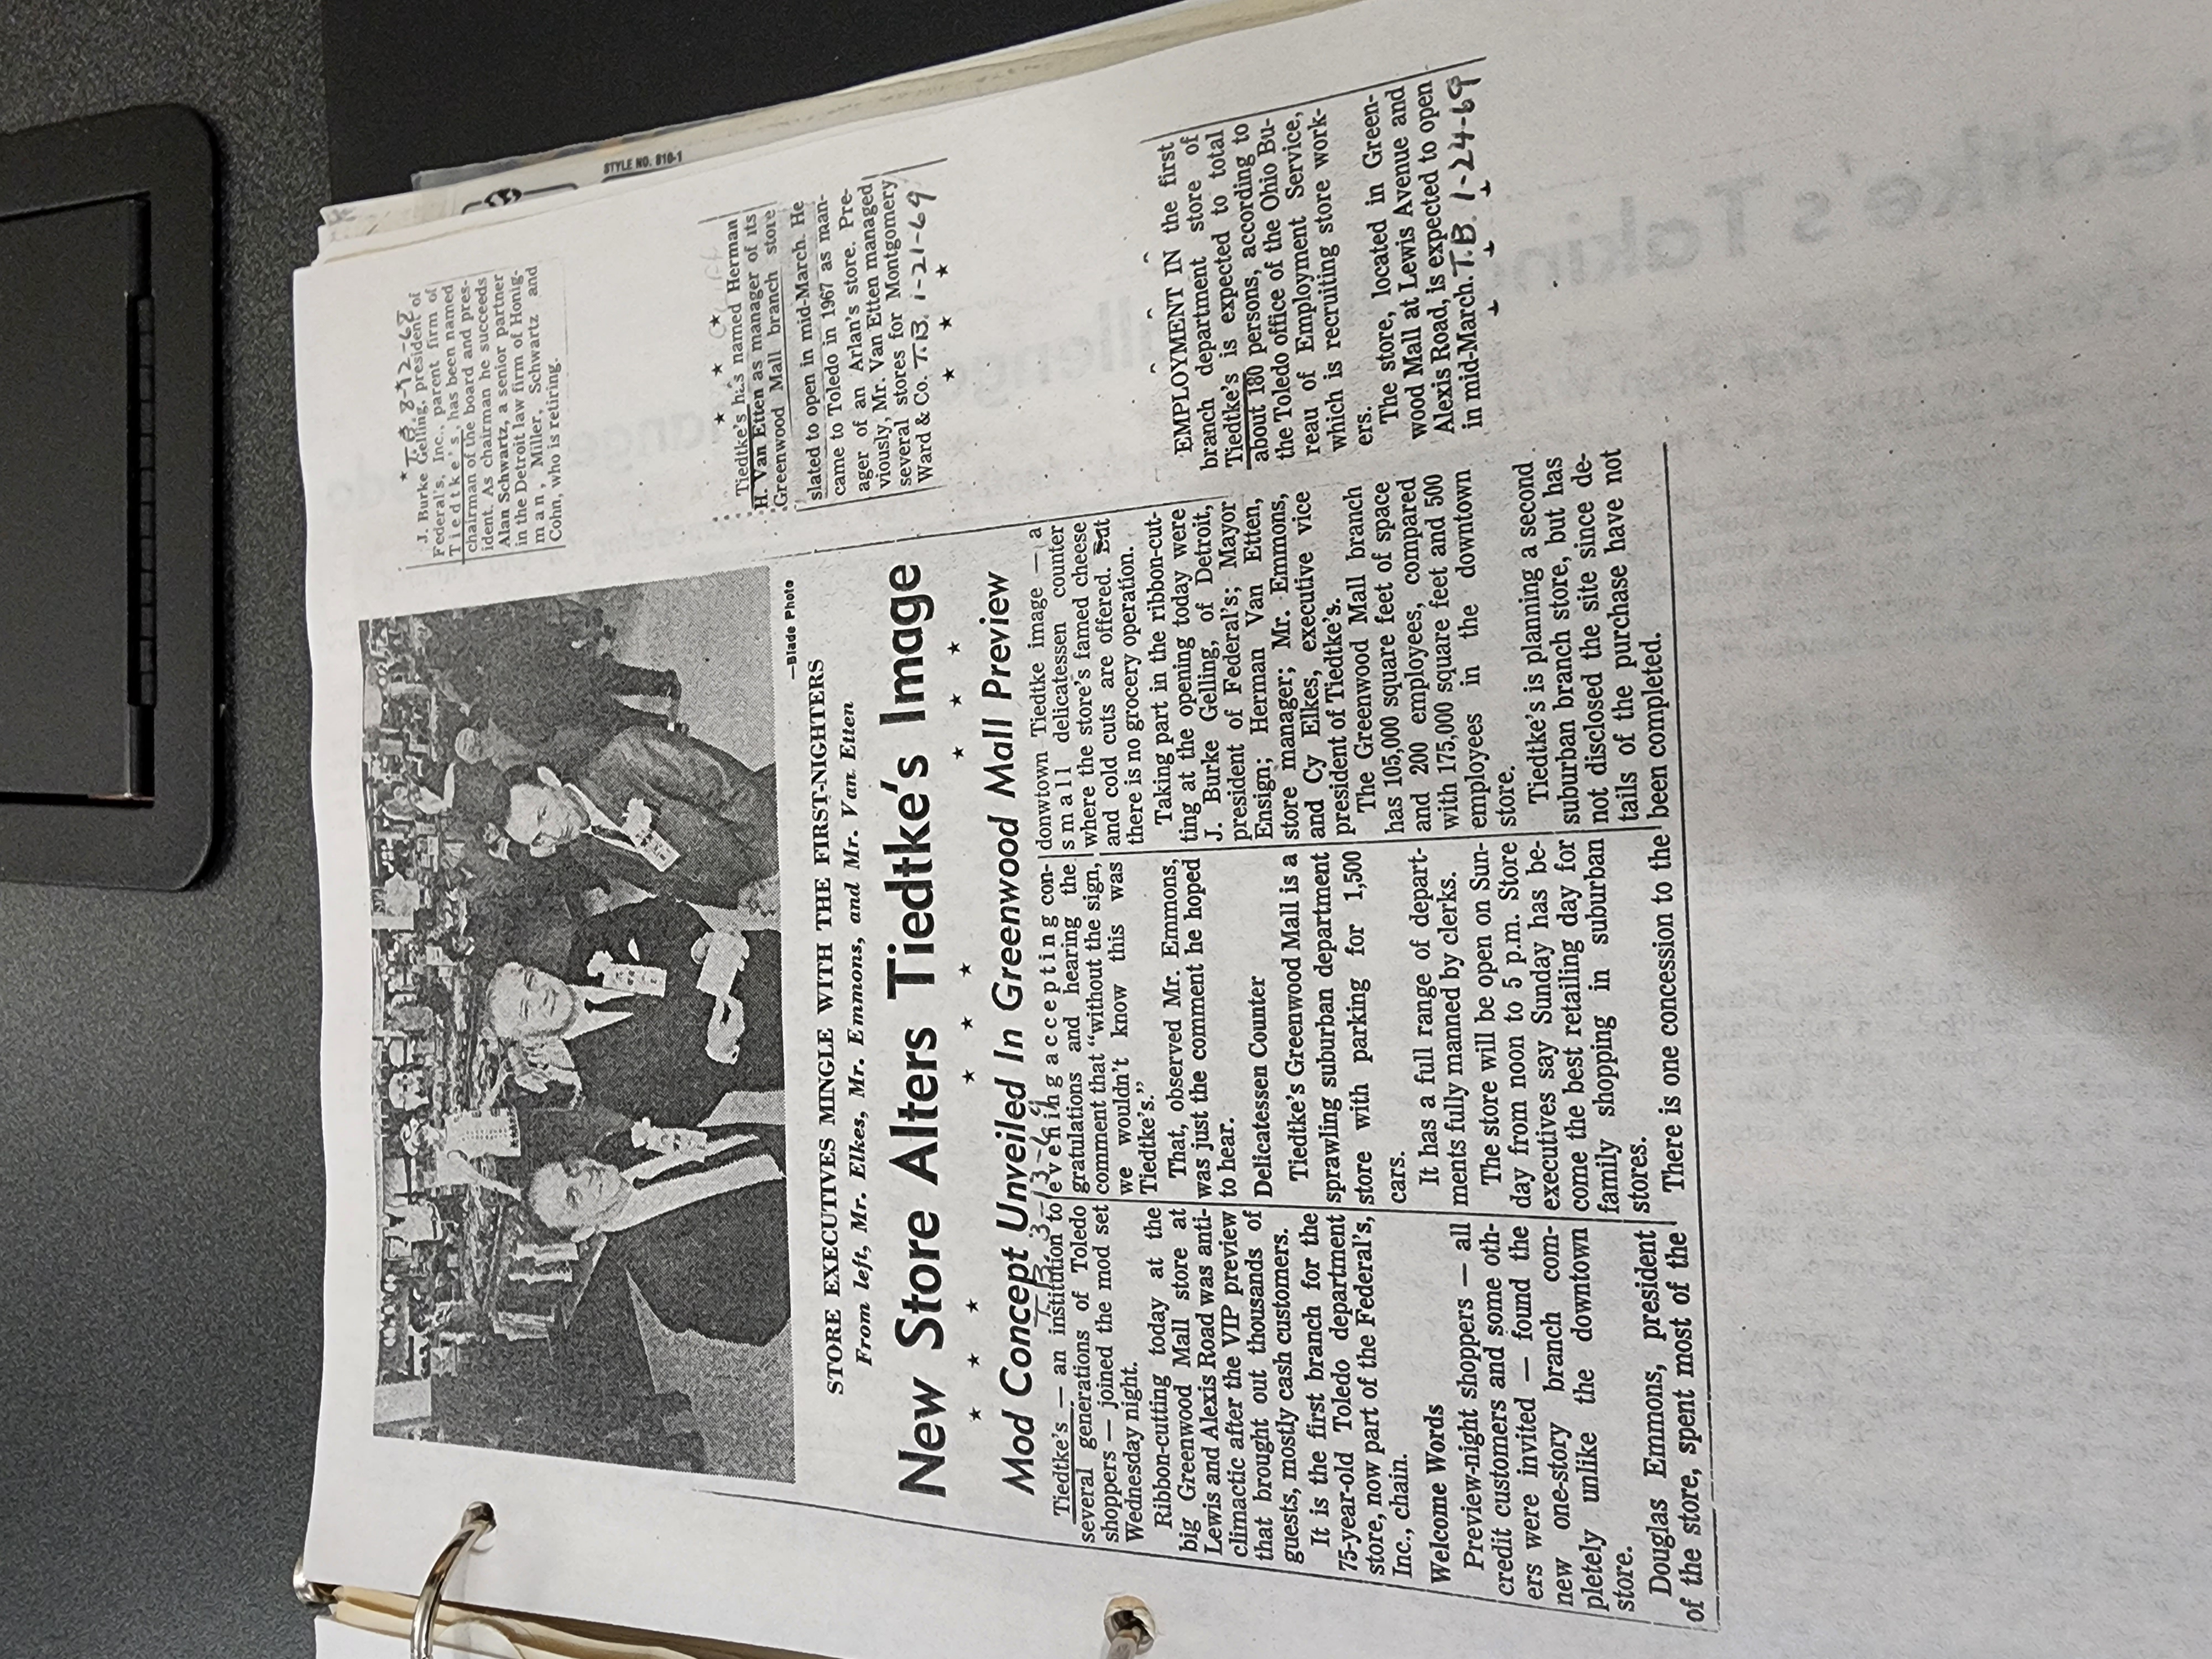 STYLE NO. 810-1
—Blade Photo
STORE EXECUTIVES MINGLE WITH THE FIRST-NIGHTERS
From left, Mr. Elkes, Mr. Emmons, and Mr. Van Etten
New Store Alters Tiedtke's Image
★ ★ ★ ★ ★ ★ ★ ★ ★
Mod Concept Unveiled In Greenwood Mall Preview
T.B. 3-13-69
Tiedtke's — an institution to
several generations of Toledo
shoppers — joined the mod set
Wednesday night.
Ribbon-cutting today at the
big Greenwood Mall store at
Lewis and Alexis Road was anti-
climactic after the VIP preview
that brought out thousands of
guests, mostly cash customers.
It is the first branch for the
75-year-old Toledo department
store, now part of the Federal's,
Inc., chain.
Welcome Words
Preview-night shoppers — all
credit customers and some oth-
ers were invited — found the
new one-story branch com-
pletely unlike the downtown
store.
Douglas Emmons, president
of the store, spent most of the
evening accepting con-
gratulations and hearing the
comment that "without the sign,
we wouldn't know this was
Tiedtke's."
That, observed Mr. Emmons,
was just the comment he hoped
to hear.
Delicatessen Counter
Tiedtke's Greenwood Mall is a
sprawling suburban department
store with parking for 1,500
cars.
It has a full range of depart-
ments fully manned by clerks.
The store will be open on Sun-
day from noon to 5 p.m. Store
executives say Sunday has be-
come the best retailing day for
family shopping in suburban
stores.
There is one concession to the
donwtown Tiedtke image — a
small delicatessen counter
where the store's famed cheese
and cold cuts are offered. But
there is no grocery operation.
Taking part in the ribbon-cut-
ting at the opening today were
J. Burke Gelling, of Detroit,
president of Federal's; Mayor
Ensign; Herman Van Etten,
store manager; Mr. Emmons,
and Cy Elkes, executive vice
president of Tiedtke's.
The Greenwood Mall branch
has 105,000 square feet of space
and 200 employees, compared
with 175,000 square feet and 500
employees in the downtown
store.
Tiedtke's is planning a second
suburban branch store, but has
not disclosed the site since de-
tails of the purchase have not
been completed.
★ T.B. 8-12-68
J. Burke Gelling, president of
Federal's, Inc., parent firm of
Tiedtke's, has been named
chairman of the board and pres-
ident. As chairman he succeeds
Alan Schwartz, a senior partner
in the Detroit law firm of Honig-
man, Miller, Schwartz and
Cohn, who is retiring.
★ ★ ★
Tiedtke's has named Herman
H. Van Etten as manager of its
Greenwood Mall branch store
slated to open in mid-March. He
came to Toledo in 1967 as man-
ager of an Arlan's store. Pre-
viously, Mr. Van Etten managed
several stores for Montgomery
Ward & Co. T.B. 1-21-69
★ ★ ★
EMPLOYMENT IN the first
branch department store of
Tiedtke's is expected to total
about 180 persons, according to
the Toledo office of the Ohio Bu-
reau of Employment Service,
which is recruiting store work-
ers.
The store, located in Green-
wood Mall at Lewis Avenue and
Alexis Road, is expected to open
in mid-March. T.B. 1-24-69